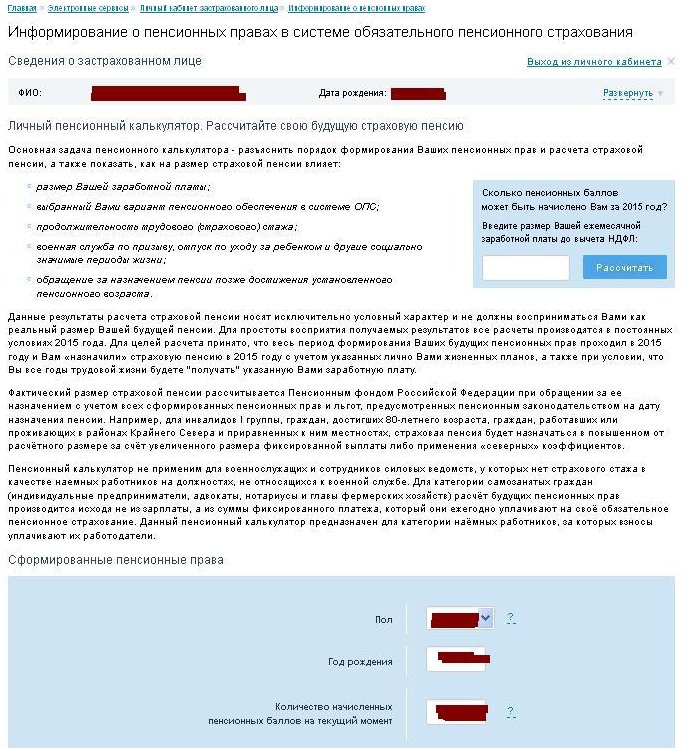 Главная » Электронные сервисы » Личный кабинет застрахованного лица » Информирование о пенсионных правах
Информирование о пенсионных правах в системе обязательного пенсионного страхования
Сведения о застрахованном лице
Выход из личного кабинета ×
ФИО:
Дата рождения:
Развернуть
Личный пенсионный калькулятор. Рассчитайте свою будущую страховую пенсию
Основная задача пенсионного калькулятора - разъяснить порядок формирования Ваших пенсионных прав и расчета страховой
пенсии, а также показать, как на размер страховой пенсии влияет:
размер Вашей заработной платы;
выбранный Вами вариант пенсионного обеспечения в системе ОПС;
продолжительность трудового (страхового) стажа;
военная служба по призыву, отпуск по уходу за ребенком и другие социально
значимые периоды жизни;
обращение за назначением пенсии позже достижения установленного
пенсионного возраста.
Сколько пенсионных баллов
может быть начислено Вам за 2015 год?
Введите размер Вашей ежемесячной
заработной платы до вычета НДФЛ:
Рассчитать
Данные результаты расчета страховой пенсии носят исключительно условный характер и не должны восприниматься Вами как
реальный размер Вашей будущей пенсии. Для простоты восприятия получаемых результатов все расчеты производятся в постоянных
условиях 2015 года. Для целей расчета принято, что весь период формирования Ваших будущих пенсионных прав проходил в 2015
году и Вам «назначили» страховую пенсию в 2015 году с учетом указанных лично Вами жизненных планов, а также при условии, что
Вы все годы трудовой жизни будете "получать" указанную Вами заработную плату.
Фактический размер страховой пенсии рассчитывается Пенсионным фондом Российской Федерации при обращении за ее
назначением с учетом всех сформированных пенсионных прав и льгот, предусмотренных пенсионным законодательством на дату
назначения пенсии. Например, для инвалидов I группы, граждан, достигших 80-летнего возраста, граждан, работавших или
проживающих в районах Крайнего Севера и приравненных к ним местностях, страховая пенсия будет назначаться в повышенном от
расчётного размере за счёт увеличенного размера фиксированной выплаты либо применения «северных» коэффициентов.
Пенсионный калькулятор не применим для военнослужащих и сотрудников силовых ведомств, у которых нет страхового стажа в
качестве наемных работников на должностях, не относящихся к военной службе. Для категории самозанятых граждан
(индивидуальные предприниматели, адвокаты, нотариусы и главы фермерских хозяйств) расчёт будущих пенсионных прав
производится исходя не из зарплаты, а из суммы фиксированного платежа, который они ежегодно уплачивают на своё обязательное
пенсионное страхование. Данный пенсионный калькулятор предназначен для категории наёмных работников, за которых взносы
уплачивают их работодатели.
Сформированные пенсионные права
Пол
?
Год рождения
Количество начисленных
пенсионных баллов на текущий момент
?